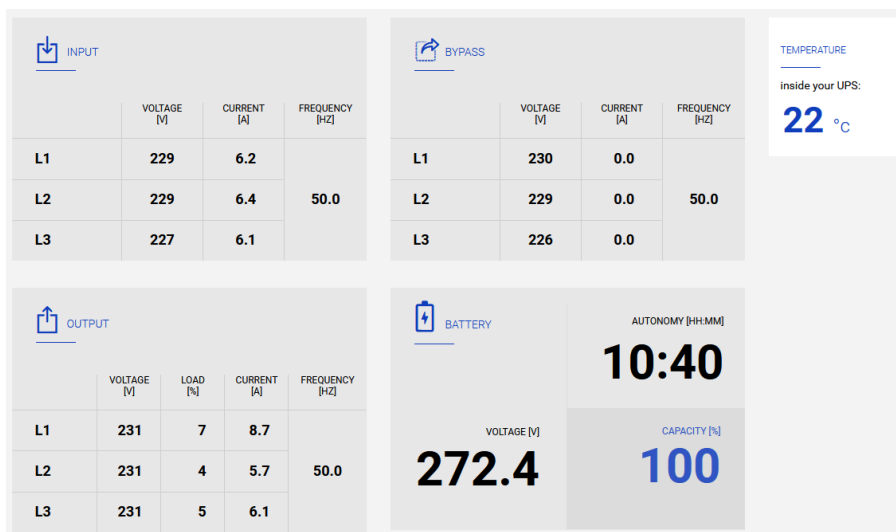 INPUT
VOLTAGE [V] CURRENT [A] FREQUENCY [HZ]
L1 229 6.2
L2 229 6.4 50.0
L3 227 6.1
BYPASS
VOLTAGE [V] CURRENT [A] FREQUENCY [HZ]
L1 230 0.0
L2 229 0.0 50.0
L3 226 0.0
TEMPERATURE
inside your UPS:
22 °C
OUTPUT
VOLTAGE [V] LOAD [%] CURRENT [A] FREQUENCY [HZ]
L1 231 7 8.7
L2 231 4 5.7 50.0
L3 231 5 6.1
BATTERY
AUTONOMY [HH:MM]
10:40
VOLTAGE [V]
272.4
CAPACITY [%]
100